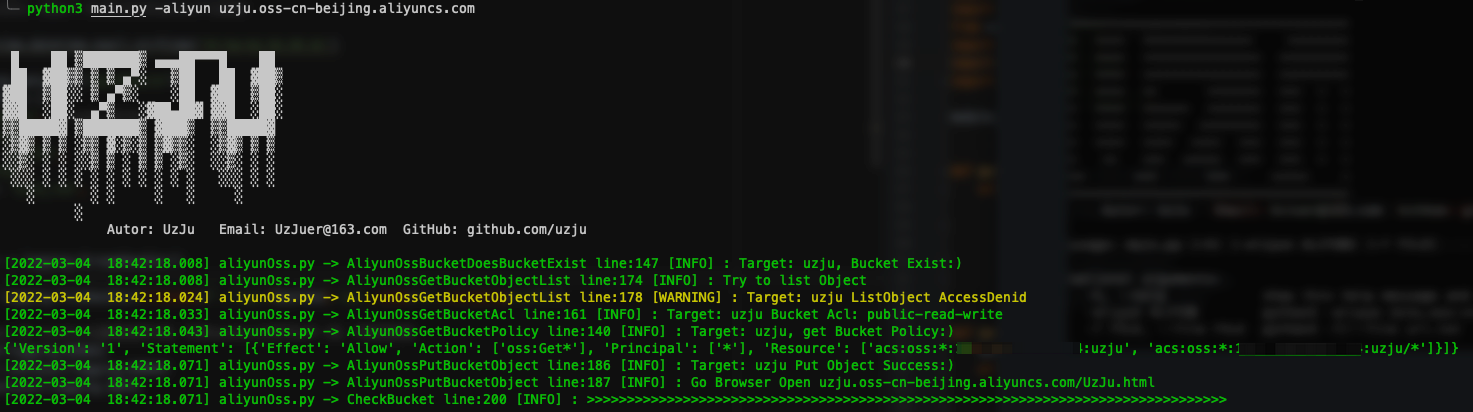 python3 main.py -aliyun uzju.oss-cn-beijing.aliyuncs.com
UZJU
Autor: UzJu   Email: UzJuer@163.com  GitHub: github.com/uzju
[2022-03-04  18:42:18.008] aliyunOss.py -> AliyunOssBucketDoesBucketExist line:147 [INFO] : Target: uzju, Bucket Exist:)
[2022-03-04  18:42:18.008] aliyunOss.py -> AliyunOssGetBucketObjectList line:174 [INFO] : Try to list Object
[2022-03-04  18:42:18.024] aliyunOss.py -> AliyunOssGetBucketObjectList line:178 [WARNING] : Target: uzju ListObject AccessDenid
[2022-03-04  18:42:18.033] aliyunOss.py -> AliyunOssGetBucketAcl line:161 [INFO] : Target: uzju Bucket Acl: public-read-write
[2022-03-04  18:42:18.043] aliyunOss.py -> AliyunOssGetBucketPolicy line:140 [INFO] : Target: uzju, get Bucket Policy:)
{'Version': '1', 'Statement': [{'Effect': 'Allow', 'Action': ['oss:Get*'], 'Principal': ['*'], 'Resource': ['acs:oss:*: :uzju', 'acs:oss:*:1 :uzju/*']}]}
[2022-03-04  18:42:18.071] aliyunOss.py -> AliyunOssPutBucketObject line:186 [INFO] : Target: uzju Put Object Success:)
[2022-03-04  18:42:18.071] aliyunOss.py -> AliyunOssPutBucketObject line:187 [INFO] : Go Browser Open uzju.oss-cn-beijing.aliyuncs.com/UzJu.html
[2022-03-04  18:42:18.071] aliyunOss.py -> CheckBucket line:200 [INFO] : >>>>>>>>>>>>>>>>>>>>>>>>>>>>>>>>>>>>>>>>>>>>>>>>>>>>>>>>>>>>>>>>>>>>>>>>>>>>>>>>